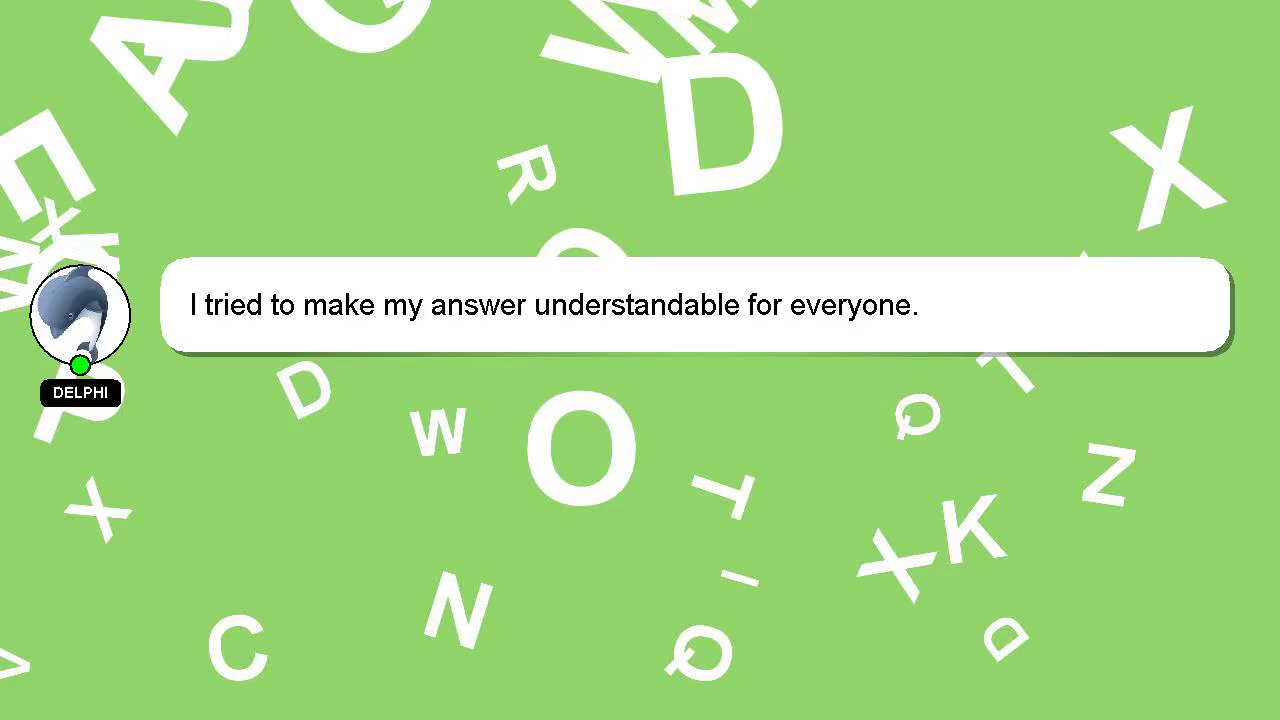 I tried to make my answer understandable for everyone.
DELPHI
A
G
W
M
D
E
R
X
X
K
W
O
T
D
W
O
Q
Z
T
X
K
X
I
N
C
Q
D
V